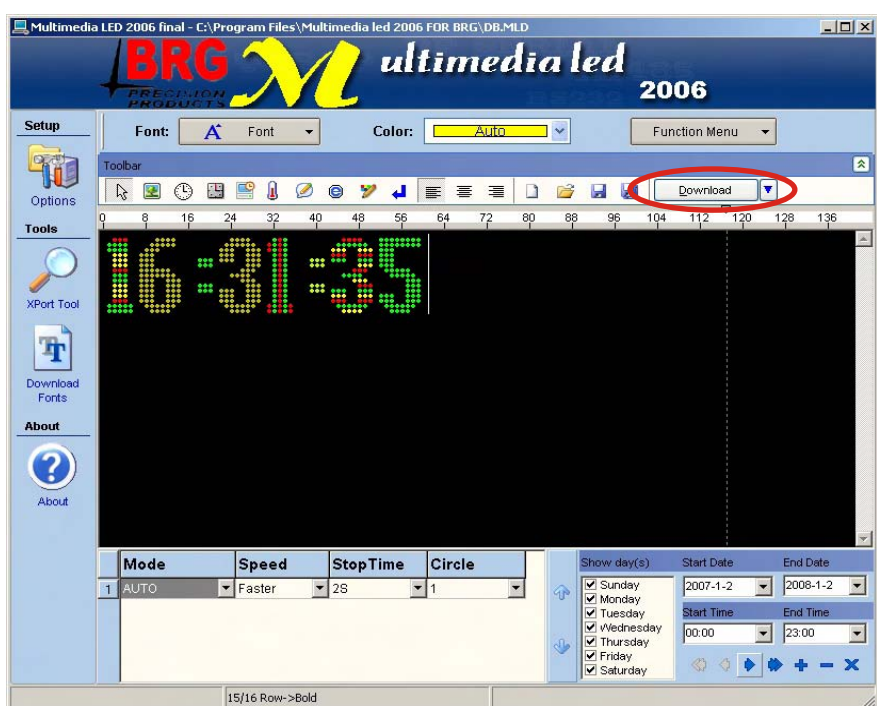 Multimedia LED 2006 final - C:\Program Files\Multimedia led 2006 FOR BRG\DB.MLD
BRG
PRECISION
PRODUCTS
Multimedia led
2006
Setup
Font: A Font
Color: Auto
Function Menu
Toolbar
Download
0 8 16 24 32 40 48 56 64 72 80 88 96 104 112 120 128 136
16:31:35
Options
Tools
XPort Tool
Download
Fonts
About
About
Mode Speed StopTime Circle
1 AUTO Faster 2S 1
Show day(s)
Sunday
Monday
Tuesday
Wednesday
Thursday
Friday
Saturday
Start Date End Date
2007-1-2 2008-1-2
Start Time End Time
00:00 23:00
15/16 Row->Bold